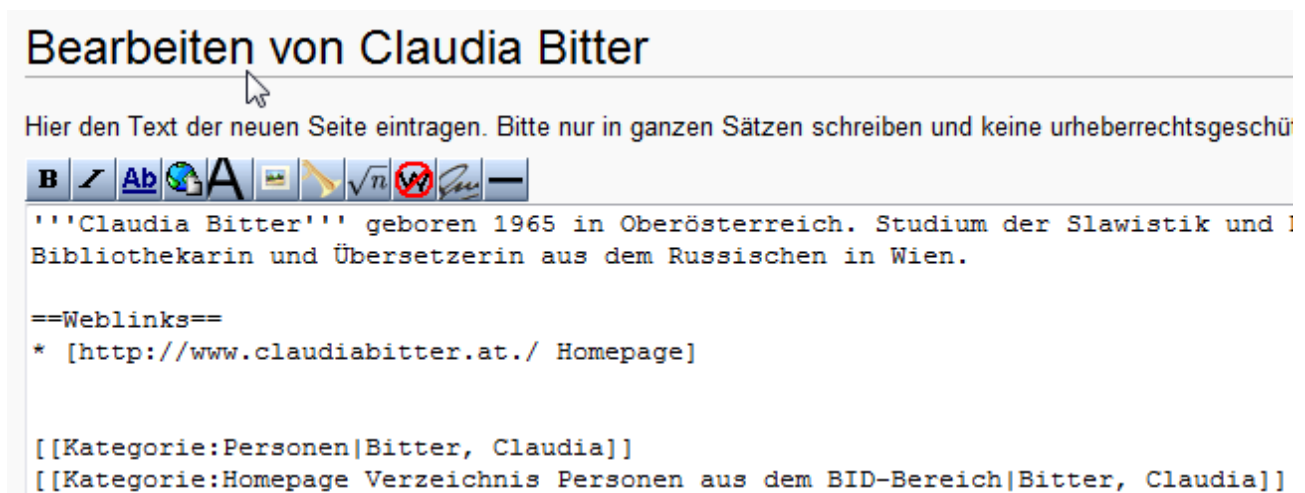 Bearbeiten von Claudia Bitter
Hier den Text der neuen Seite eintragen. Bitte nur in ganzen Sätzen schreiben und keine
B I Ab A √n W
'''Claudia Bitter''' geboren 1965 in Oberösterreich. Studium der Slawistik und
Bibliothekarin und Übersetzerin aus dem Russischen in Wien.
==Weblinks==
* [http://www.claudiabitter.at./ Homepage]
[[Kategorie:Personen|Bitter, Claudia]]
[[Kategorie:Homepage Verzeichnis Personen aus dem BID-Bereich|Bitter, Claudia]]